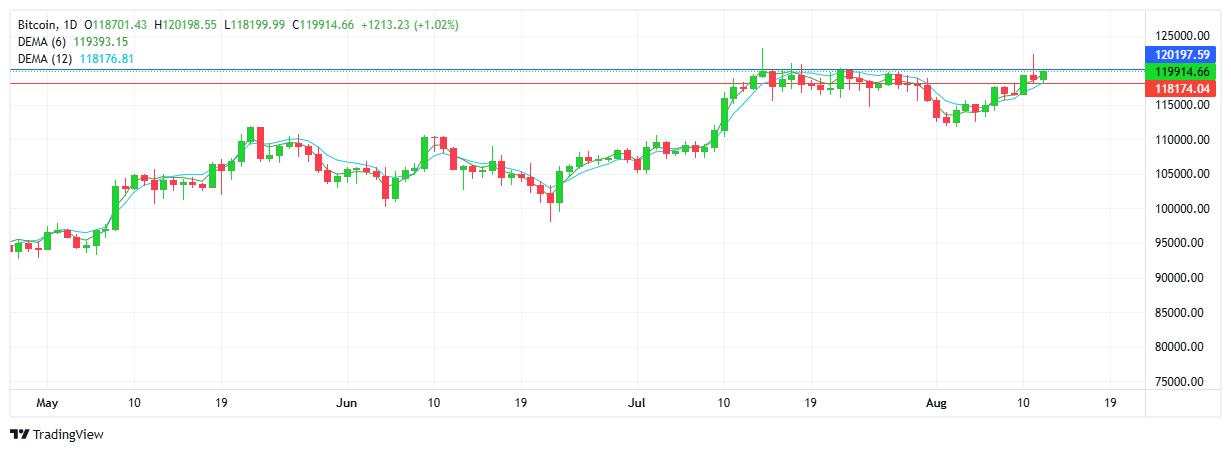 Bitcoin, 1D O118701.43 H120198.55 L118199.99 C119914.66 +1213.23 (+1.02%)
DEMA (6) 119393.15
DEMA (12) 118176.81
125000.00
120197.59
119914.66
118174.04
115000.00
110000.00
105000.00
100000.00
95000.00
90000.00
85000.00
80000.00
75000.00
May 10 19 Jun 10 19 Jul 10 19 Aug 10 19
TradingView